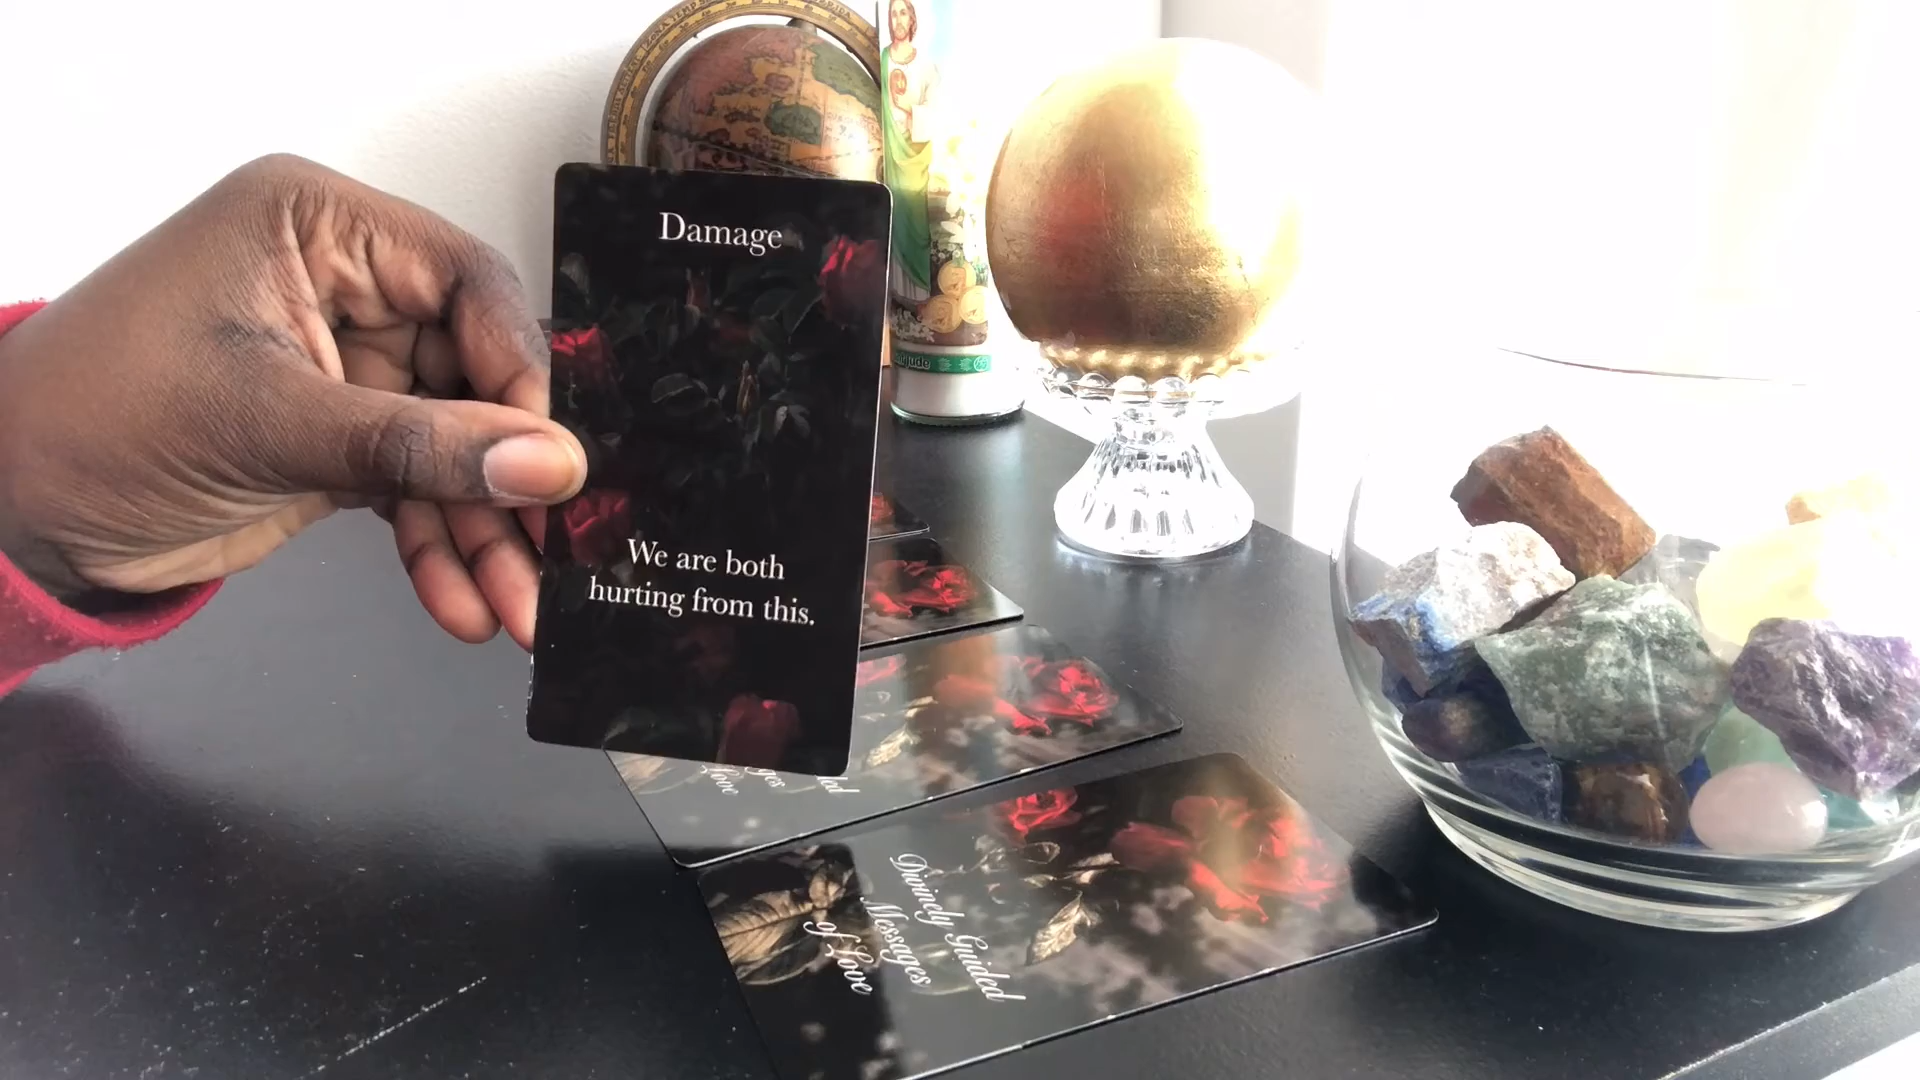 Damage
We are both
hurting from this.
Divinely Guided
Messages
of Love